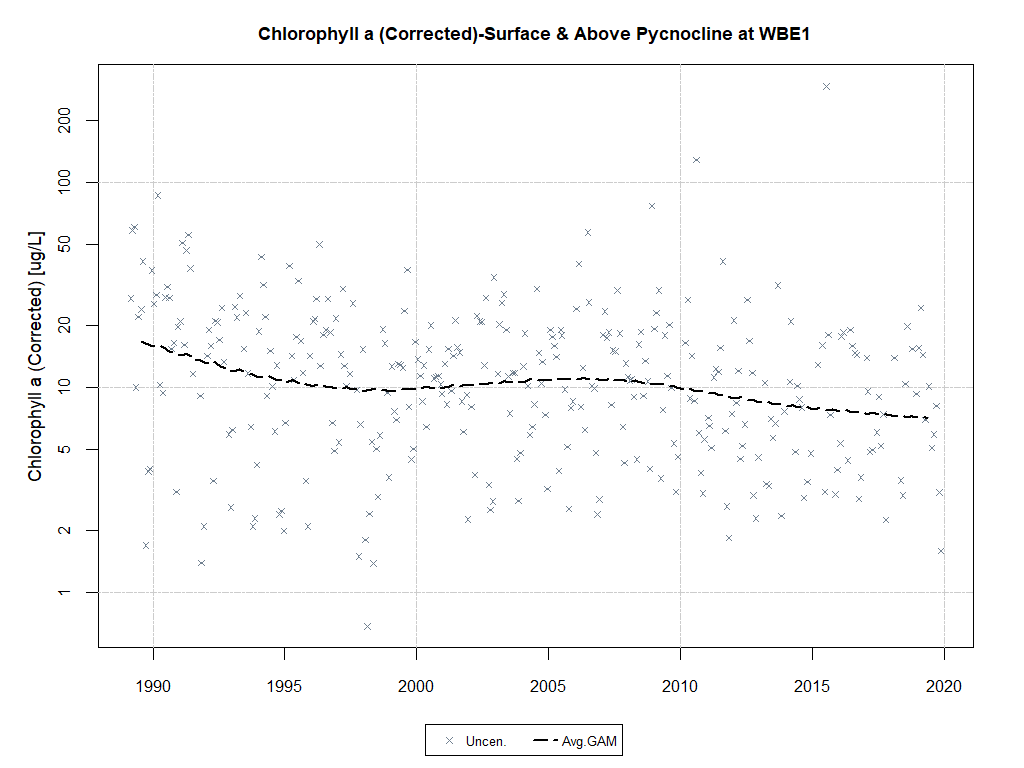 Chlorophyll a (Corrected)-Surface & Above Pycnocline at WBE1
Chlorophyll a (Corrected) [ug/L]
200
100
50
20
10
5
2
1
1990 1995 2000 2005 2010 2015 2020
Uncen. Avg.GAM